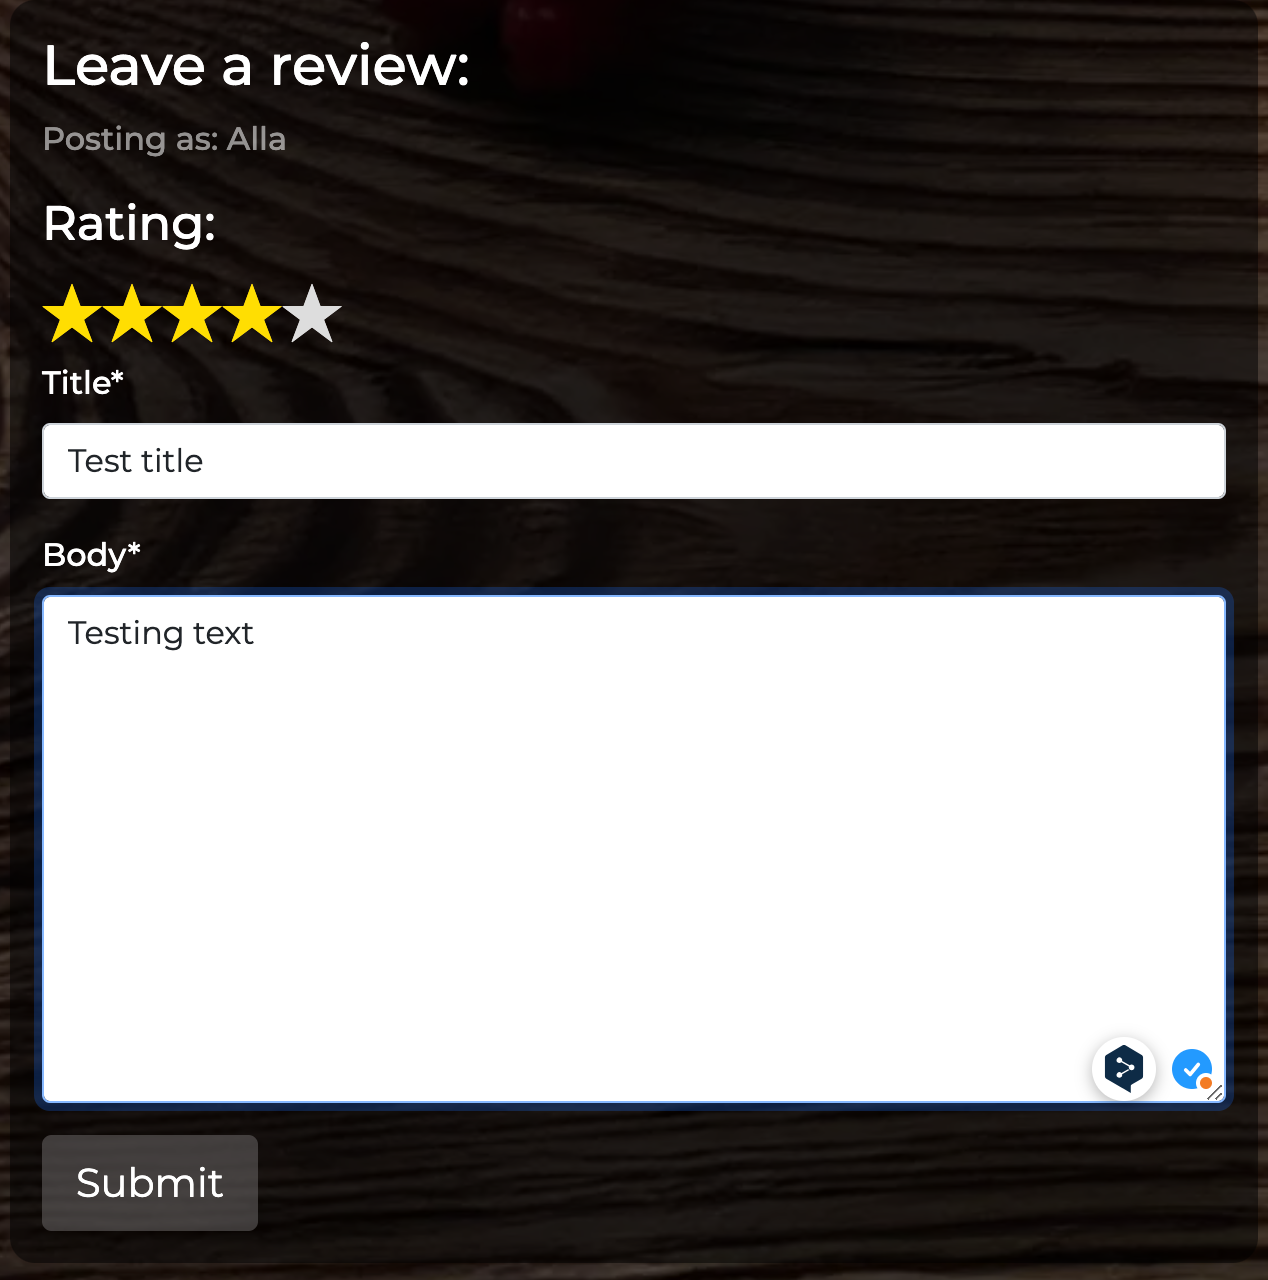 Leave a review:
Posting as: Alla
Rating:
Title*
Test title
Body*
Testing text
Submit